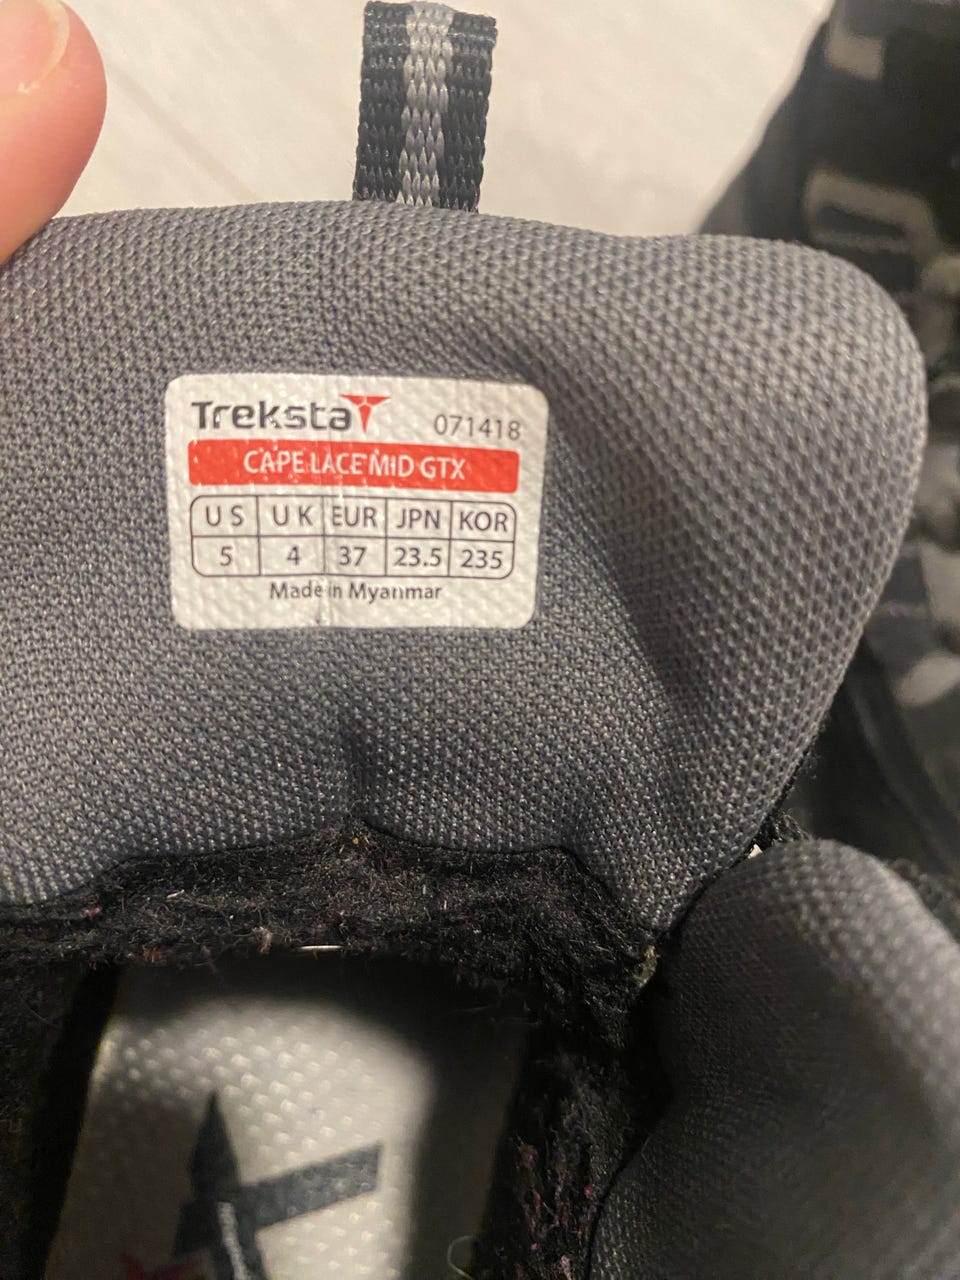 Treksta
071418
CAPE LACE MID GTX
US UK EUR JPN KOR
5 4 37 23.5 235
Made in Myanmar